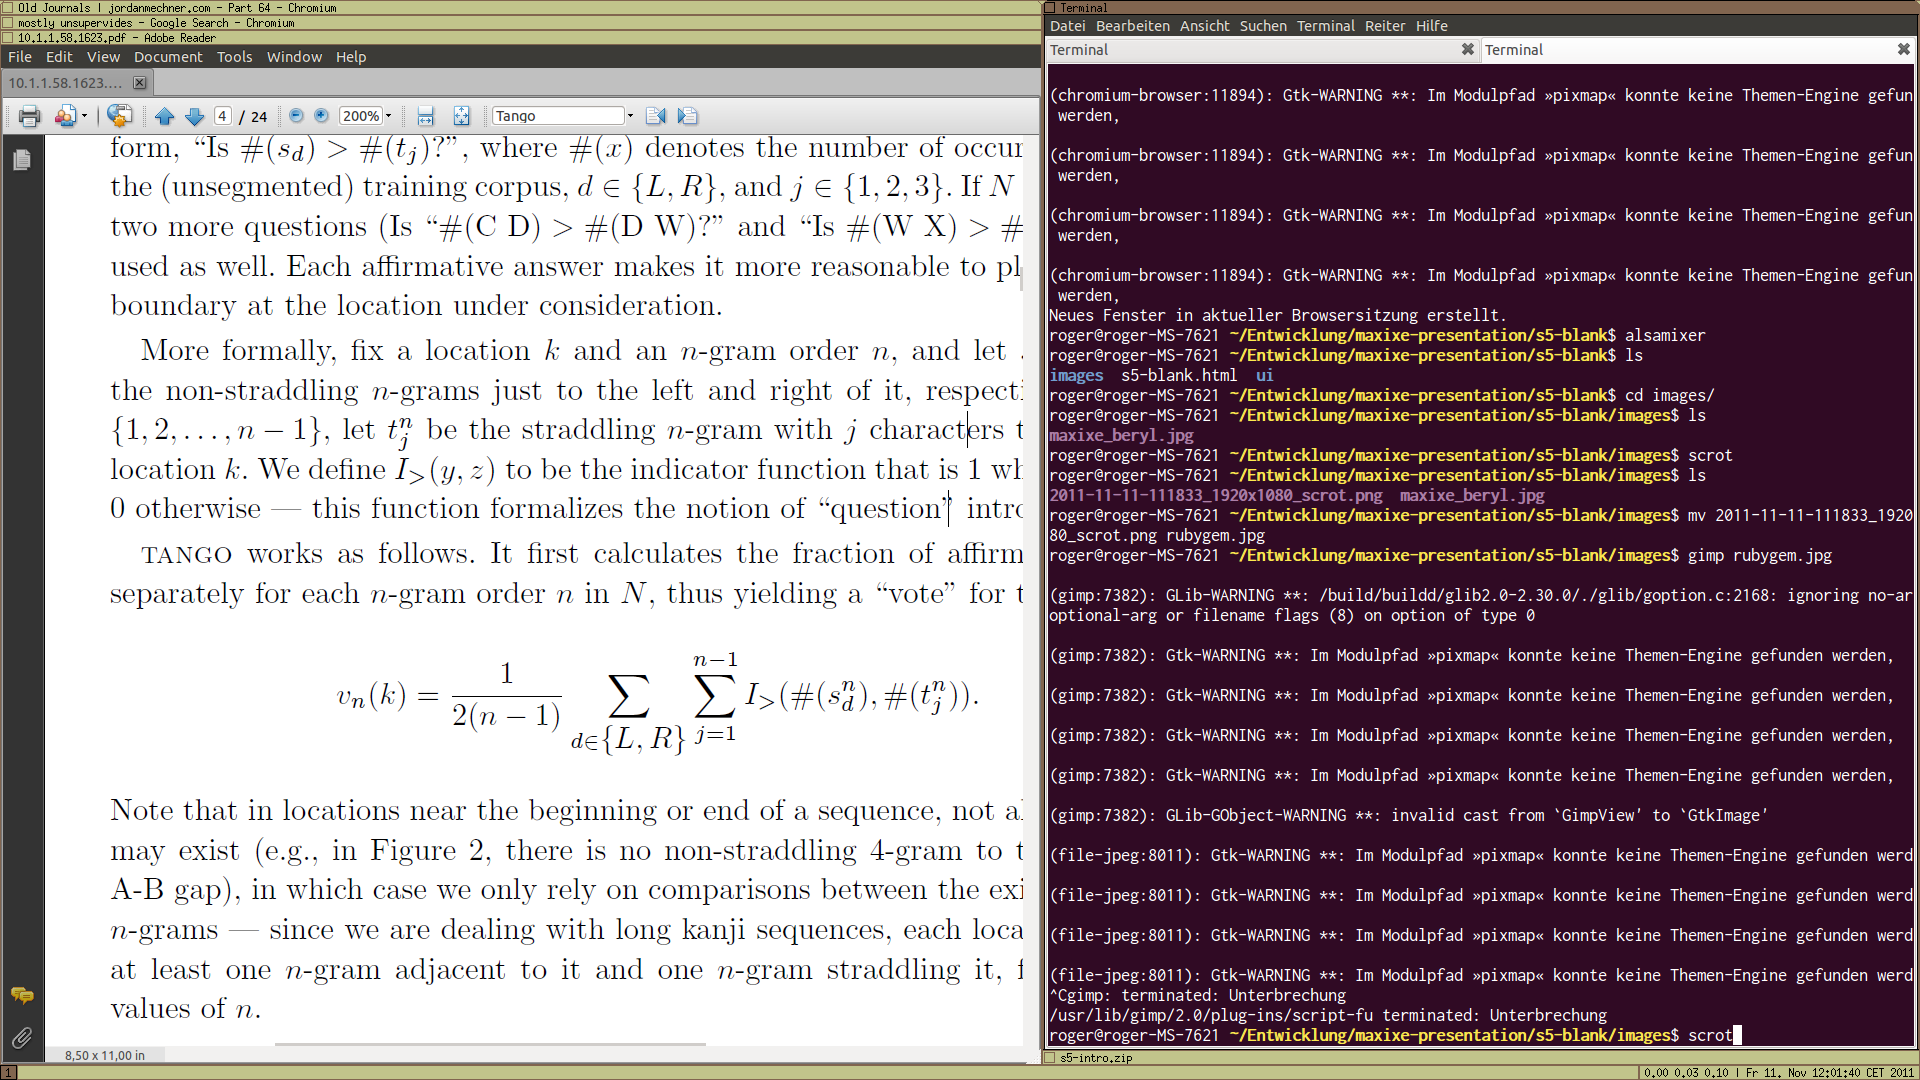 Old Journals | jordanmechner.com - Part 64 - Chromium
mostly unsupervides - Google Search - Chromium
10.1.1.58.1623.pdf - Adobe Reader
File Edit View Document Tools Window Help
10.1.1.58.1623....
4 / 24 200% Tango
form, “Is #(s_d) > #(t_j)?”, where #(x) denotes the number of occur
the (unsegmented) training corpus, d ∈ {L, R}, and j ∈ {1, 2, 3}. If N
two more questions (Is “#(C D) > #(D W)?” and “Is #(W X) > #
used as well. Each affirmative answer makes it more reasonable to pl
boundary at the location under consideration.
More formally, fix a location k and an n-gram order n, and let
the non-straddling n-grams just to the left and right of it, respecti
{1, 2, . . . , n − 1}, let t_j^n be the straddling n-gram with j characters t
location k. We define I_>(y, z) to be the indicator function that is 1 wh
0 otherwise — this function formalizes the notion of “question” intro
TANGO works as follows. It first calculates the fraction of affirm
separately for each n-gram order n in N, thus yielding a “vote” for t
v_n(k) = 1/(2(n − 1)) ∑_{d∈{L,R}} ∑_{j=1}^{n−1} I_>(#(s_d^n), #(t_j^n)).
Note that in locations near the beginning or end of a sequence, not al
may exist (e.g., in Figure 2, there is no non-straddling 4-gram to t
A-B gap), in which case we only rely on comparisons between the exi
n-grams — since we are dealing with long kanji sequences, each loca
at least one n-gram adjacent to it and one n-gram straddling it, f
values of n.
8,50 x 11,00 in
1
Terminal
Datei Bearbeiten Ansicht Suchen Terminal Reiter Hilfe
Terminal Terminal
(chromium-browser:11894): Gtk-WARNING **: Im Modulpfad »pixmap« konnte keine Themen-Engine gefun
werden,
(chromium-browser:11894): Gtk-WARNING **: Im Modulpfad »pixmap« konnte keine Themen-Engine gefun
werden,
(chromium-browser:11894): Gtk-WARNING **: Im Modulpfad »pixmap« konnte keine Themen-Engine gefun
werden,
(chromium-browser:11894): Gtk-WARNING **: Im Modulpfad »pixmap« konnte keine Themen-Engine gefun
werden,
Neues Fenster in aktueller Browsersitzung erstellt.
roger@roger-MS-7621 ~/Entwicklung/maxixe-presentation/s5-blank$ alsamixer
roger@roger-MS-7621 ~/Entwicklung/maxixe-presentation/s5-blank$ ls
images s5-blank.html ui
roger@roger-MS-7621 ~/Entwicklung/maxixe-presentation/s5-blank$ cd images/
roger@roger-MS-7621 ~/Entwicklung/maxixe-presentation/s5-blank/images$ ls
maxixe_beryl.jpg
roger@roger-MS-7621 ~/Entwicklung/maxixe-presentation/s5-blank/images$ scrot
roger@roger-MS-7621 ~/Entwicklung/maxixe-presentation/s5-blank/images$ ls
2011-11-11-111833_1920x1080_scrot.png maxixe_beryl.jpg
roger@roger-MS-7621 ~/Entwicklung/maxixe-presentation/s5-blank/images$ mv 2011-11-11-111833_1920
80_scrot.png rubygem.jpg
roger@roger-MS-7621 ~/Entwicklung/maxixe-presentation/s5-blank/images$ gimp rubygem.jpg
(gimp:7382): GLib-WARNING **: /build/buildd/glib2.0-2.30.0/./glib/goption.c:2168: ignoring no-ar
optional-arg or filename flags (8) on option of type 0
(gimp:7382): Gtk-WARNING **: Im Modulpfad »pixmap« konnte keine Themen-Engine gefunden werden,
(gimp:7382): Gtk-WARNING **: Im Modulpfad »pixmap« konnte keine Themen-Engine gefunden werden,
(gimp:7382): Gtk-WARNING **: Im Modulpfad »pixmap« konnte keine Themen-Engine gefunden werden,
(gimp:7382): Gtk-WARNING **: Im Modulpfad »pixmap« konnte keine Themen-Engine gefunden werden,
(gimp:7382): GLib-GObject-WARNING **: invalid cast from `GimpView' to `GtkImage'
(file-jpeg:8011): Gtk-WARNING **: Im Modulpfad »pixmap« konnte keine Themen-Engine gefunden werd
(file-jpeg:8011): Gtk-WARNING **: Im Modulpfad »pixmap« konnte keine Themen-Engine gefunden werd
(file-jpeg:8011): Gtk-WARNING **: Im Modulpfad »pixmap« konnte keine Themen-Engine gefunden werd
(file-jpeg:8011): Gtk-WARNING **: Im Modulpfad »pixmap« konnte keine Themen-Engine gefunden werd
^Cgimp: terminated: Unterbrechung
/usr/lib/gimp/2.0/plug-ins/script-fu terminated: Unterbrechung
roger@roger-MS-7621 ~/Entwicklung/maxixe-presentation/s5-blank/images$ scrot
s5-intro.zip
0.00 0.03 0.10 | Fr 11. Nov 12:01:40 CET 2011